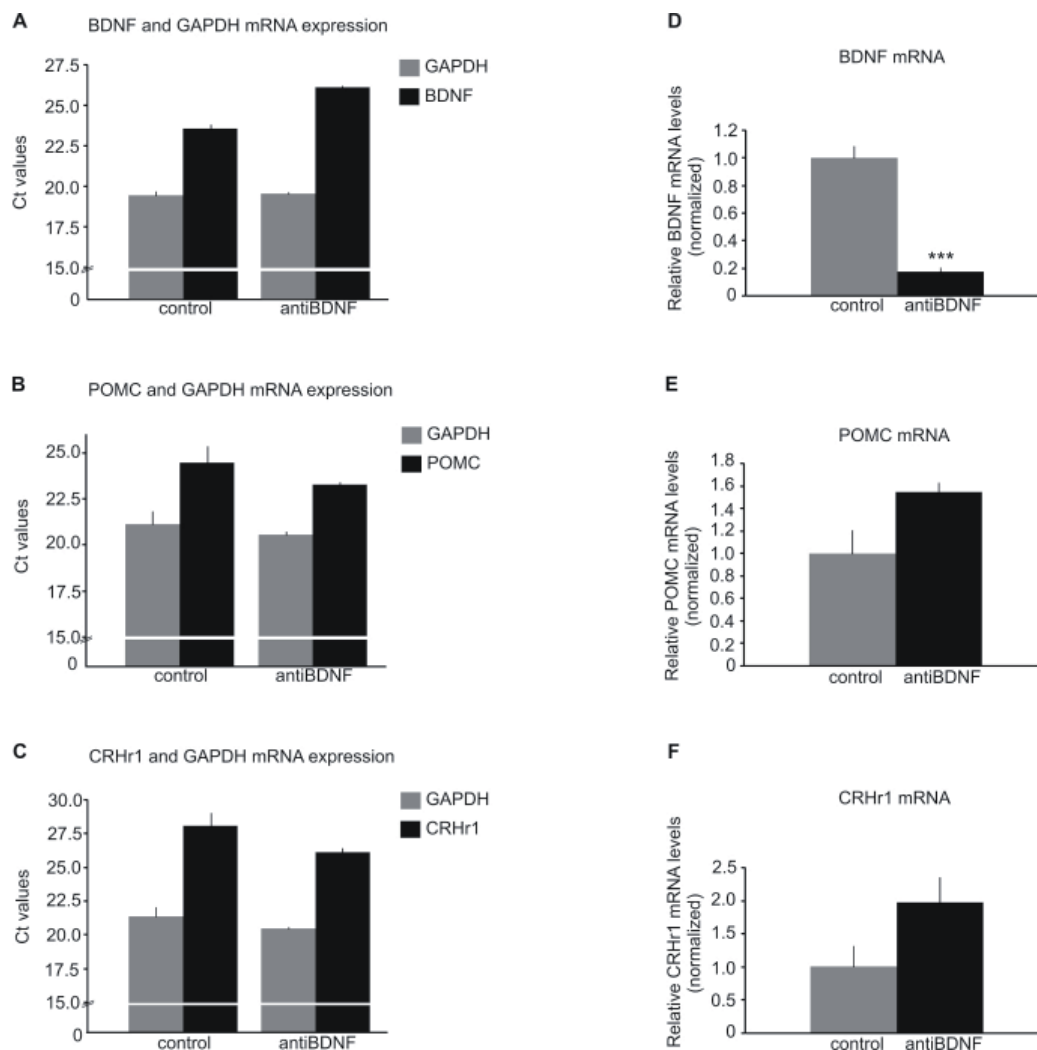 A
BDNF and GAPDH mRNA expression
Ct values
27.5
25.0
22.5
20.0
17.5
15.0
0
control
antiBDNF
GAPDH
BDNF
D
BDNF mRNA
Relative BDNF mRNA levels
(normalized)
1.2
1.0
0.8
0.6
0.4
0.2
0
***
control
antiBDNF
B
POMC and GAPDH mRNA expression
Ct values
25.0
22.5
20.0
17.5
15.0
0
control
antiBDNF
GAPDH
POMC
E
POMC mRNA
Relative POMC mRNA levels
(normalized)
1.8
1.6
1.4
1.2
1.0
0.8
0.6
0.4
0.2
0
control
antiBDNF
C
CRHr1 and GAPDH mRNA expression
Ct values
30.0
27.5
25.0
22.5
20.0
17.5
15.0
0
control
antiBDNF
GAPDH
CRHr1
F
CRHr1 mRNA
Relative CRHr1 mRNA levels
(normalized)
2.5
2.0
1.5
1.0
0.5
0
control
antiBDNF